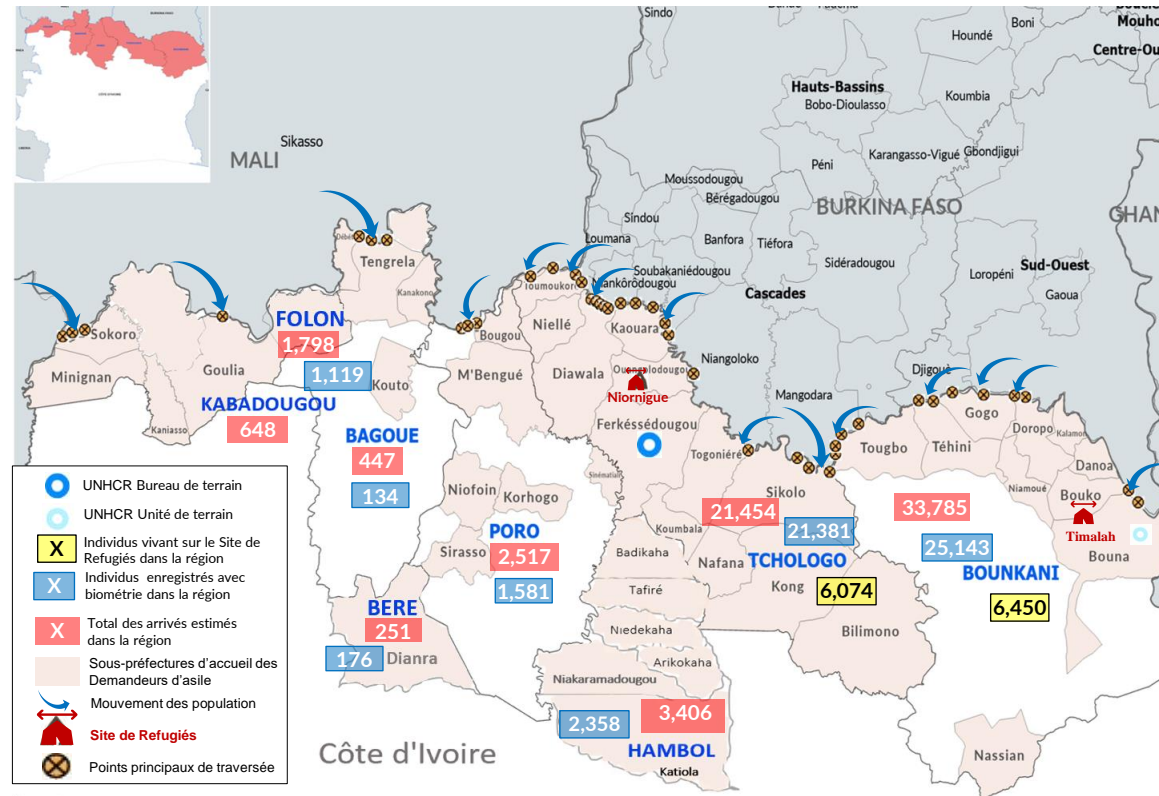 MALI
Sikasso
Sindo
Houndé
Boni
Mouho
Centre-Ou
Hauts-Bassins
Bobo-Dioulasso
Koumbia
Karangasso-Vigué
Gbondjigui
Péni
Moussodougou
Bérégadougou
BURKINA FASO
GHAN
Sindou
Loumana
Banfora
Tiéfora
Sidéradougou
Soubakaniédougou
Niankôrôdougou
Loropéni
Sud-Ouest
Gaoua
Cascades
Niangoloko
Mangodara
Djigouè
CÔTE D'IVOIRE
Tengrela
Kanakono
Toumoukoro
Sokoro
Minignan
Goulia
Kaniasso
FOLON
1,798
1,119
Kouto
KABADOUGOU
648
Bougou
M'Bengué
Niellé
Diawala
Kaouara
Ouangolodougou
Niornigue
Ferkéssédougou
Togoniéré
BAGOUE
447
134
Niofoin
Korhogo
Sirasso
PORO
2,517
1,581
BERE
251
176
Dianra
Sinématiali
Koumbala
Badikaha
Tafiré
Niedekaha
Arikokaha
Niakaramadougou
2,358
3,406
HAMBOL
Katiola
Sikolo
21,454
21,381
TCHOLOGO
Nafana
Kong
6,074
Bilimono
Tougbo
Téhini
Gogo
Doropo
Kalamon
Danoa
Niamoué
Bouko
Timalah
Bouna
33,785
25,143
BOUNKANI
6,450
Nassian
Côte d'Ivoire
UNHCR Bureau de terrain
UNHCR Unité de terrain
X
Individus vivant sur le Site de
Refugiés dans la région
X
Individus enregistrés avec
biométrie dans la région
X
Total des arrivés estimés
dans la région
Sous-préfectures d'accueil des
Demandeurs d'asile
Mouvement des population
Site de Refugiés
Points principaux de traversée